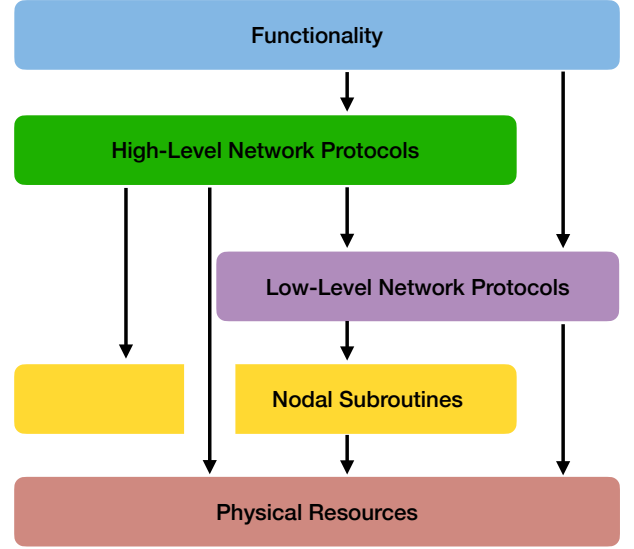 Functionality
High-Level Network Protocols
Low-Level Network Protocols
Nodal Subroutines
Physical Resources